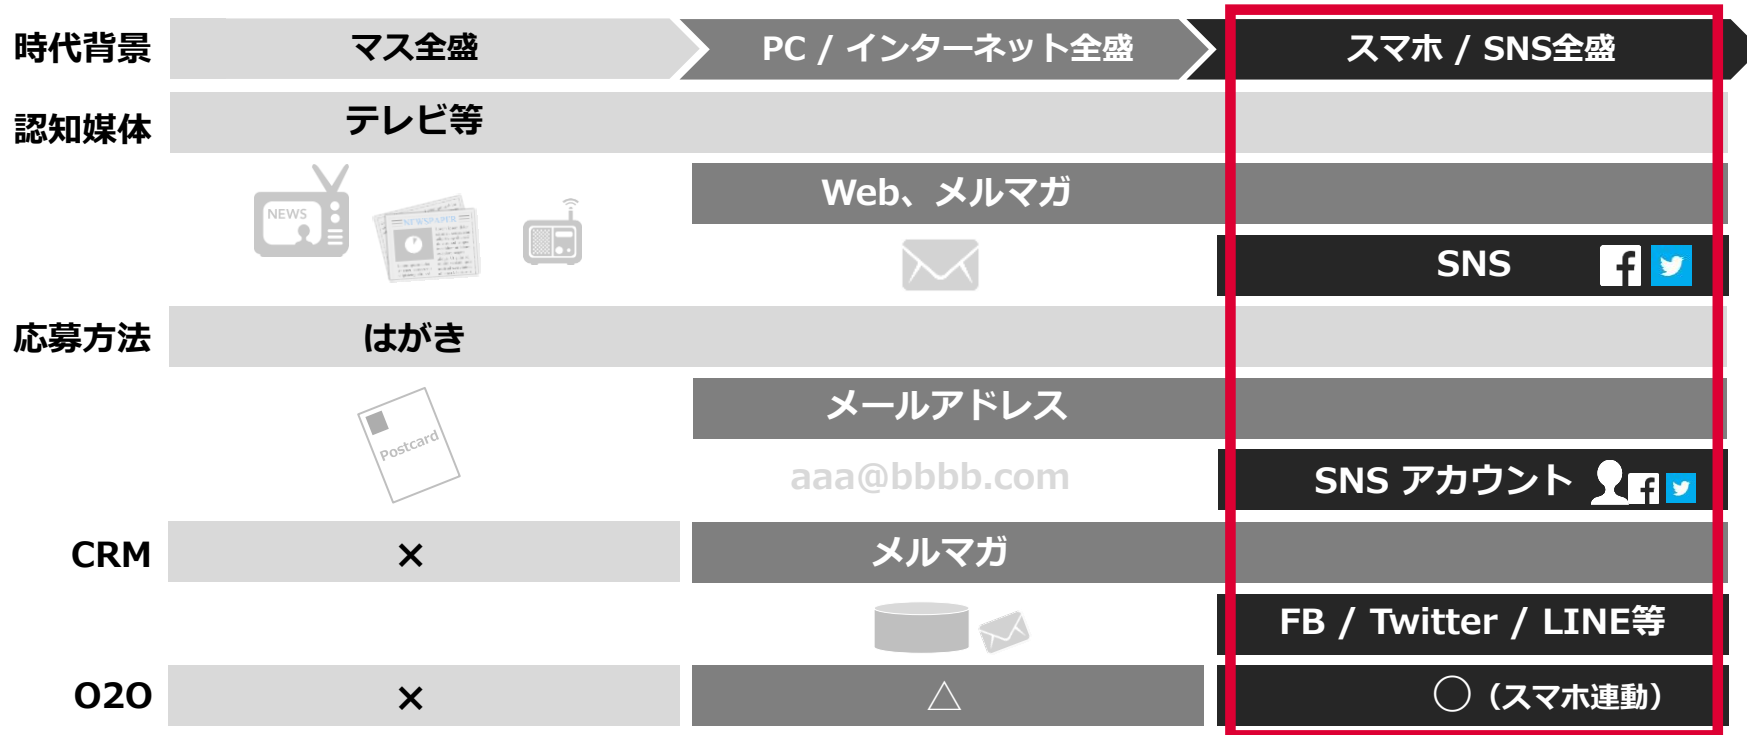 時代背景 マス全盛 PC / インターネット全盛 スマホ / SNS全盛
認知媒体 テレビ等
Web、メルマガ
NEWS
NEWSPAPER
SNS
応募方法 はがき
メールアドレス
Postcard
aaa@bbbb.com
SNS アカウント
CRM × メルマガ
FB / Twitter / LINE等
O2O × △ ○（スマホ連動）